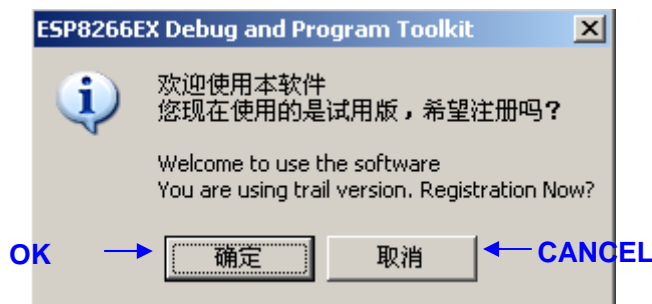 ESP8266EX Debug and Program Toolkit
欢迎使用本软件
您现在使用的是试用版，希望注册吗？
Welcome to use the software
You are using trail version. Registration Now?
OK 确定 取消 CANCEL